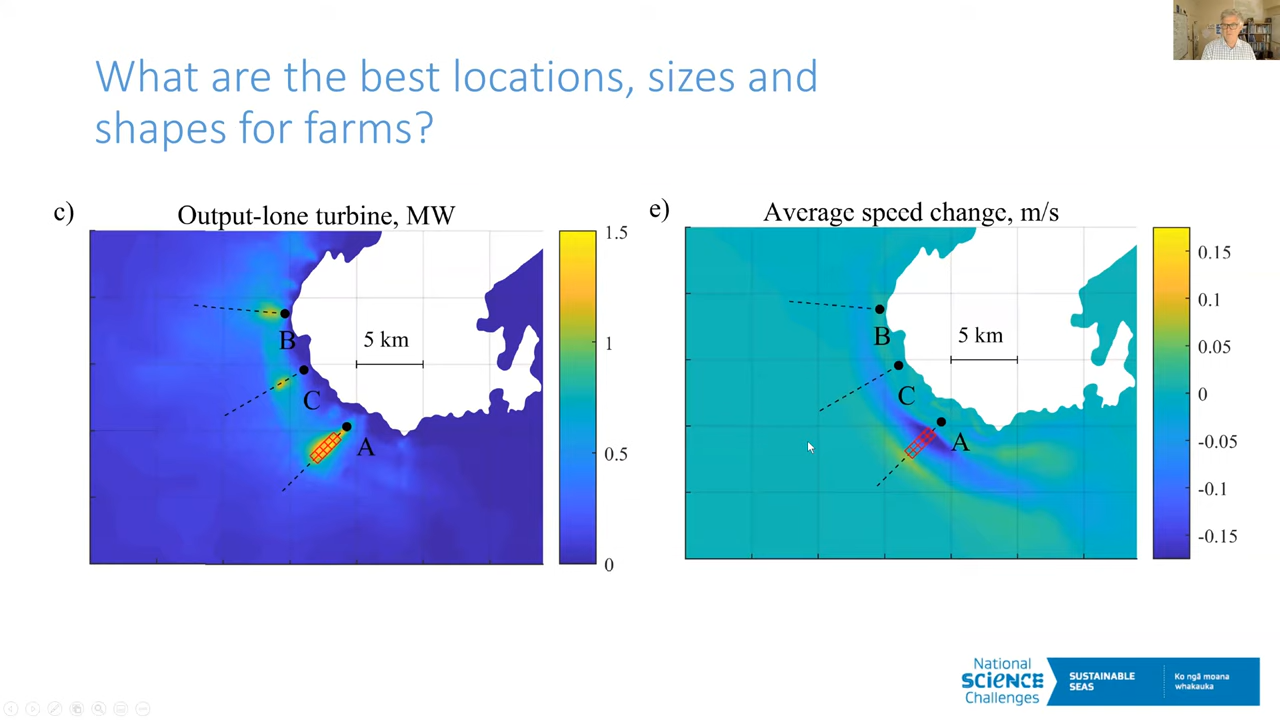 What are the best locations, sizes and
shapes for farms?
c)
Output-lone turbine, MW
B
C
A
5 km
1.5
1
0.5
0
e)
Average speed change, m/s
B
C
A
5 km
0.15
0.1
0.05
0
-0.05
-0.1
-0.15
National
SCIENCE
Challenges
SUSTAINABLE
SEAS
Ko ngā moana
whakauka